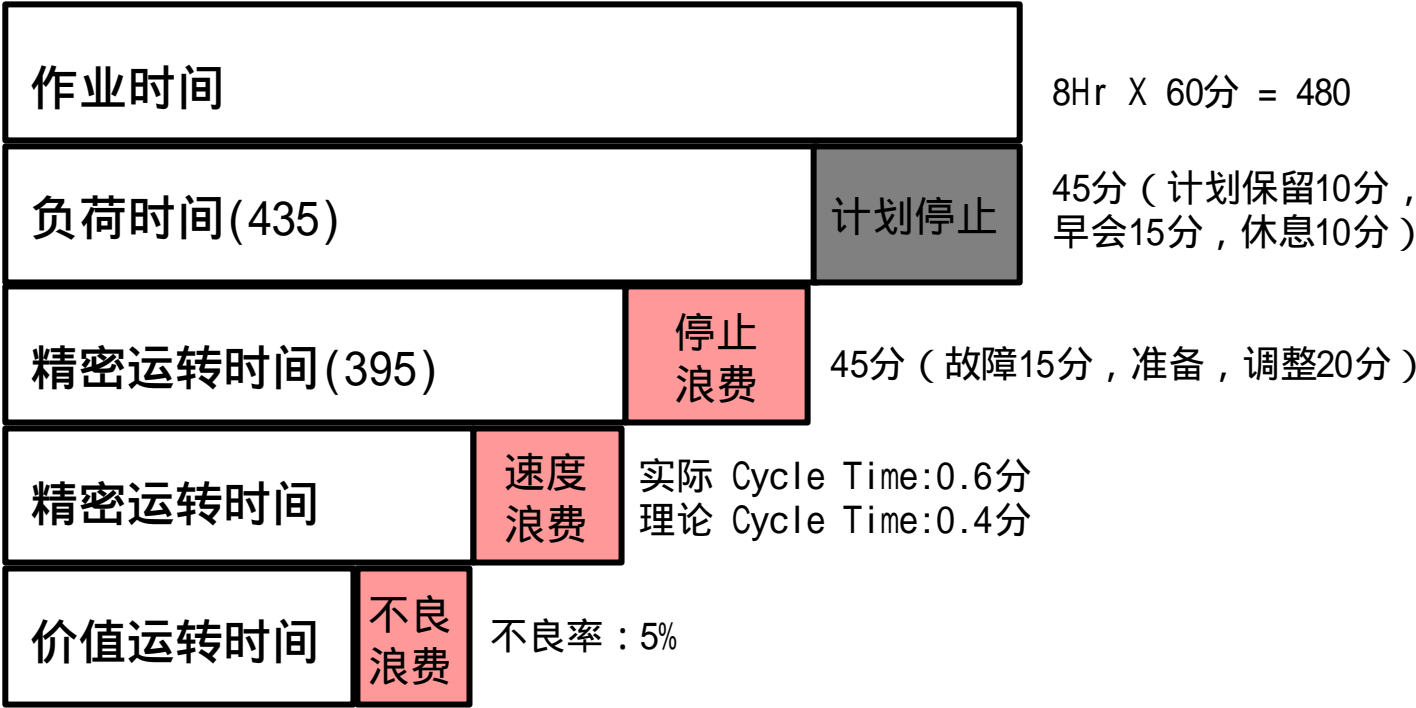 作业时间
8Hr X 60分 = 480
负荷时间(435)
计划停止
45分（计划保留10分，
早会15分，休息10分）
精密运转时间(395)
停止
浪费
45分（故障15分，准备，调整20分）
精密运转时间
速度
浪费
实际 Cycle Time:0.6分
理论 Cycle Time:0.4分
价值运转时间
不良
浪费
不良率：5%